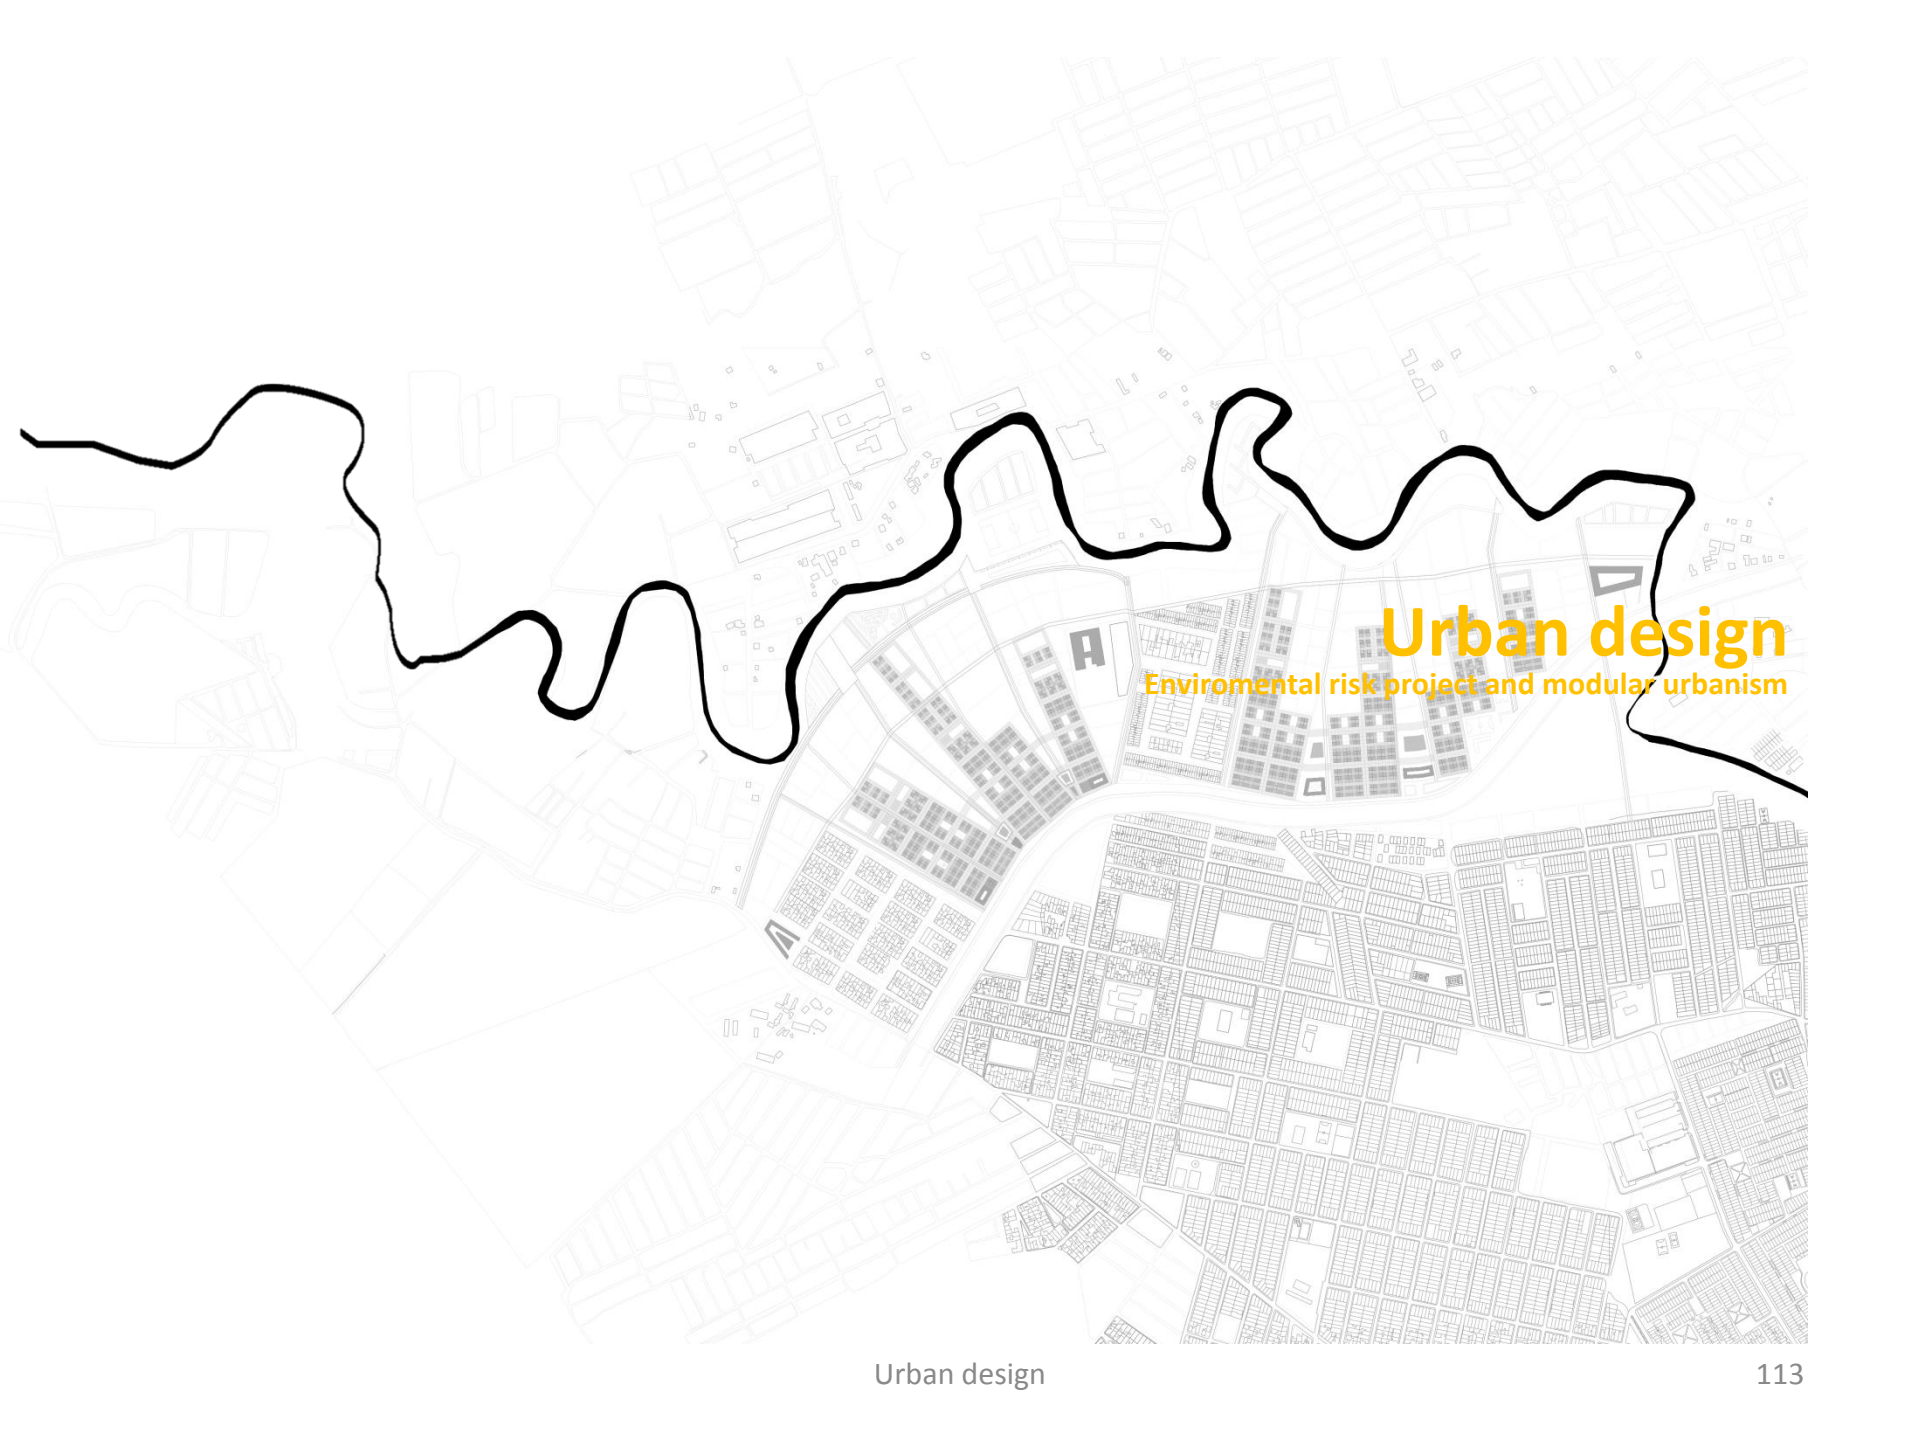 Urban design
Enviromental risk project and modular urbanism
Urban design
113